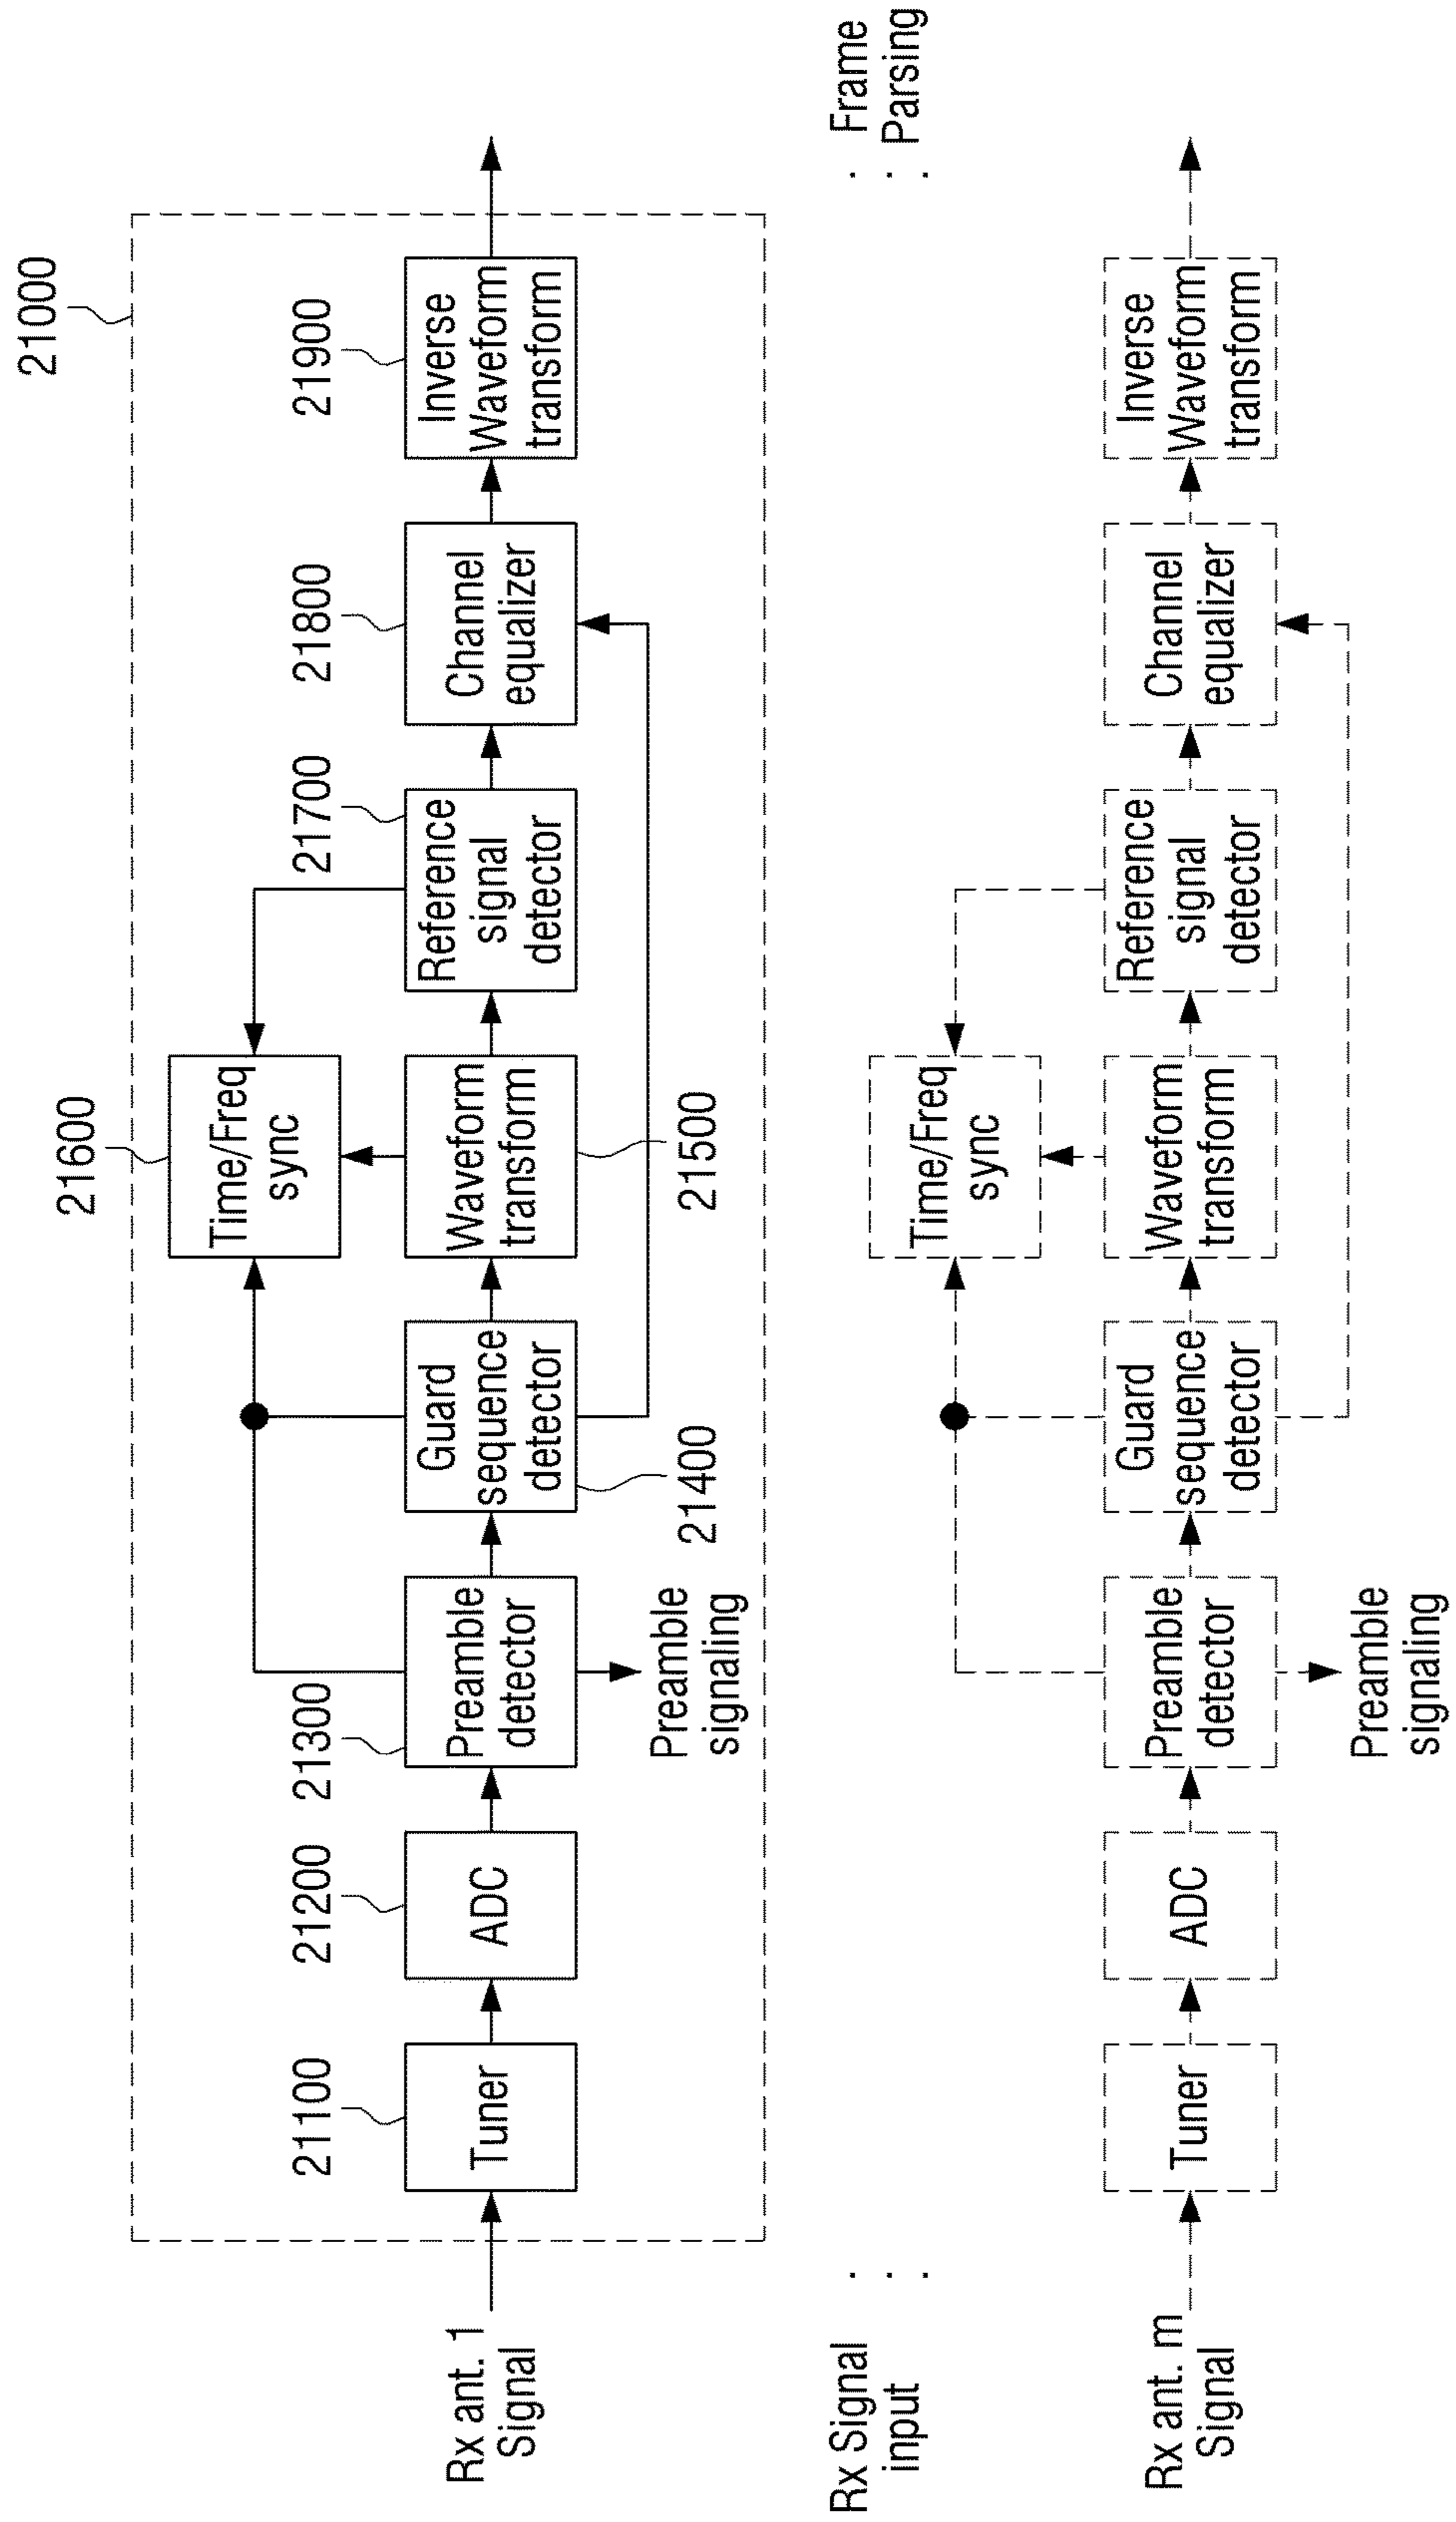 21000
21600
21100
21200
21300
21700
21800
21900
Time/Freq
sync
Rx ant. 1
Signal
Tuner
ADC
Preamble
detector
Guard
sequence
detector
Waveform
transform
Reference
signal
detector
Channel
equalizer
Inverse
Waveform
transform
Preamble
signaling
21400
21500
Rx Signal
input
. . .
. . .
Frame
Parsing
Time/Freq
sync
Rx ant. m
Signal
Tuner
ADC
Preamble
detector
Guard
sequence
detector
Waveform
transform
Reference
signal
detector
Channel
equalizer
Inverse
Waveform
transform
Preamble
signaling